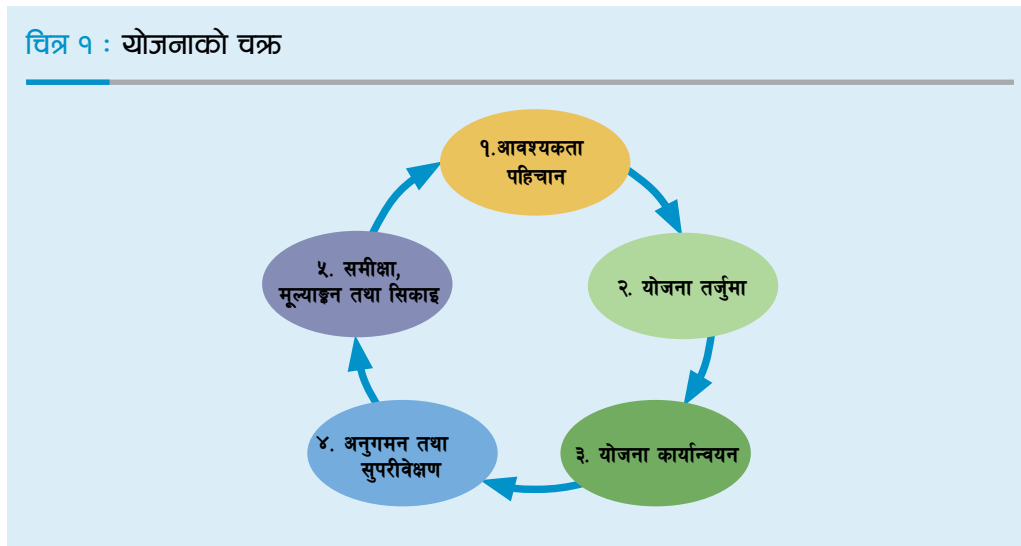 चित्र १ : योजनाको चक्र
१.आवश्यकता
पहिचान
२. योजना तर्जुमा
३. योजना कार्यान्वयन
४. अनुगमन तथा
सुपरीवेक्षण
५. समीक्षा,
मूल्याङ्कन तथा सिकाइ